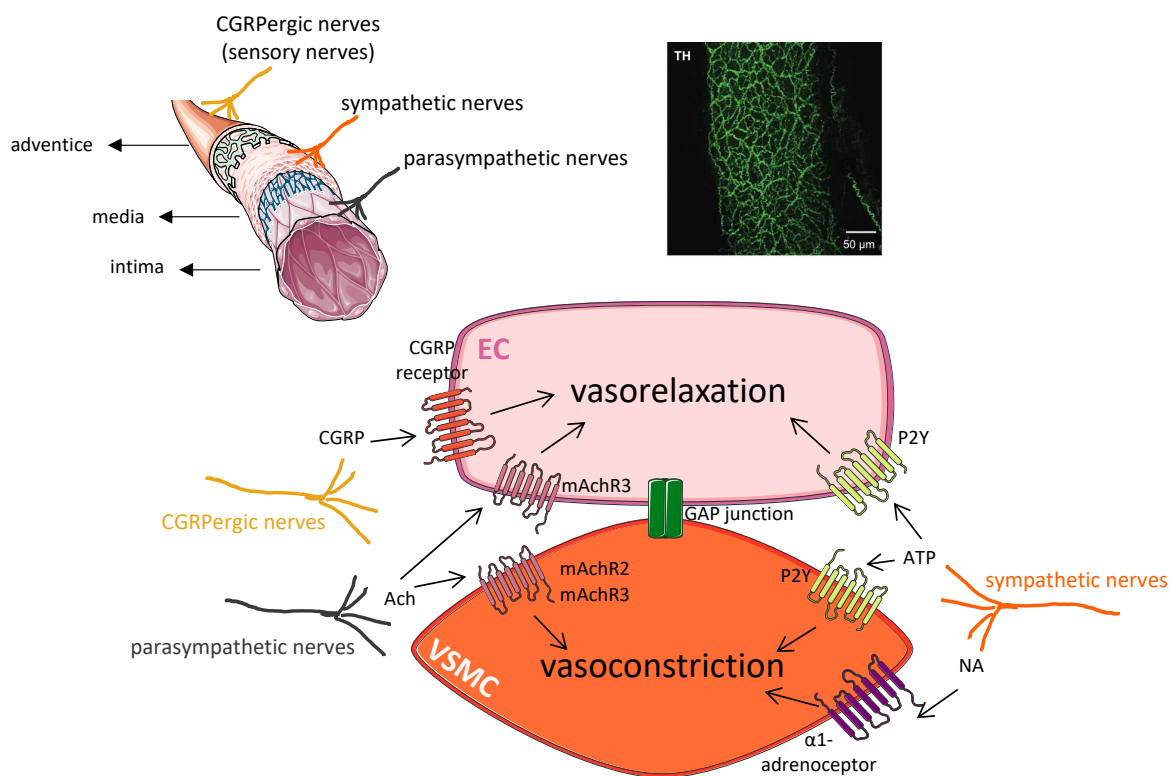 CGRPergic nerves
(sensory nerves)
sympathetic nerves
parasympathetic nerves
adventice
media
intima
TH
50 µm
EC
CGRP
receptor
vasorelaxation
CGRP
P2Y
mAchR3
GAP junction
CGRPergic nerves
ATP
P2Y
mAchR2
mAchR3
Ach
sympathetic nerves
parasympathetic nerves
vasoconstriction
VSMC
NA
α1-
adrenoceptor